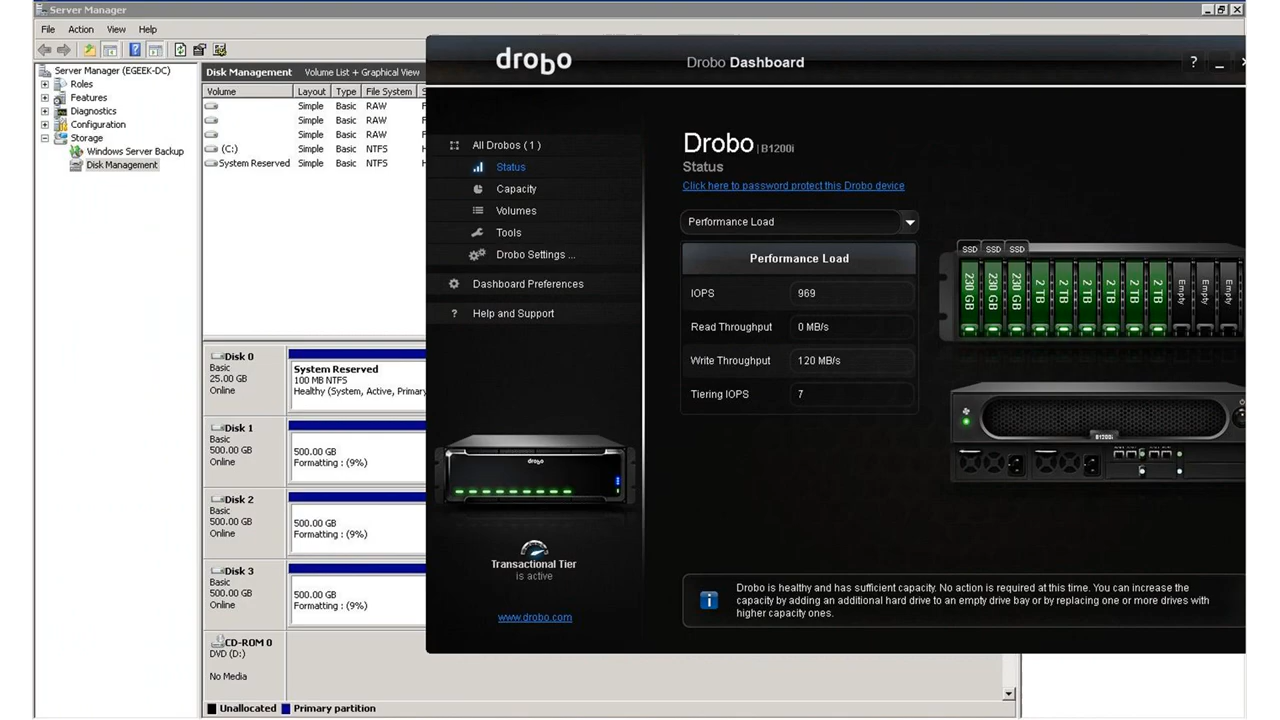 Server Manager
File Action View Help
Server Manager (EGEEK-DC)
Roles
Features
Diagnostics
Configuration
Storage
Windows Server Backup
Disk Management
Disk Management Volume List + Graphical View
Volume Layout Type File System
Simple Basic RAW
Simple Basic RAW
Simple Basic RAW
(C:) Simple Basic NTFS
System Reserved Simple Basic NTFS
Disk 0
Basic
25.00 GB
Online
System Reserved
100 MB NTFS
Healthy (System, Active, Primary
Disk 1
Basic
500.00 GB
Online
500.00 GB
Formatting : (9%)
Disk 2
Basic
500.00 GB
Online
500.00 GB
Formatting : (9%)
Disk 3
Basic
500.00 GB
Online
500.00 GB
Formatting : (9%)
CD-ROM 0
DVD (D:)
No Media
Unallocated Primary partition
drobo
Drobo Dashboard
?
All Drobos ( 1 )
Status
Capacity
Volumes
Tools
Drobo Settings ...
Dashboard Preferences
? Help and Support
drobo
Transactional Tier
is active
www.drobo.com
Drobo | B1200i
Status
Click here to password protect this Drobo device
Performance Load
Performance Load
IOPS 969
Read Throughput 0 MB/s
Write Throughput 120 MB/s
Tiering IOPS 7
SSD SSD SSD
230 GB 230 GB 230 GB 2 TB 2 TB 2 TB 2 TB 2 TB 2 TB Empty Empty Empty
B1200i
Drobo is healthy and has sufficient capacity. No action is required at this time. You can increase the
capacity by adding an additional hard drive to an empty drive bay or by replacing one or more drives with
higher capacity ones.